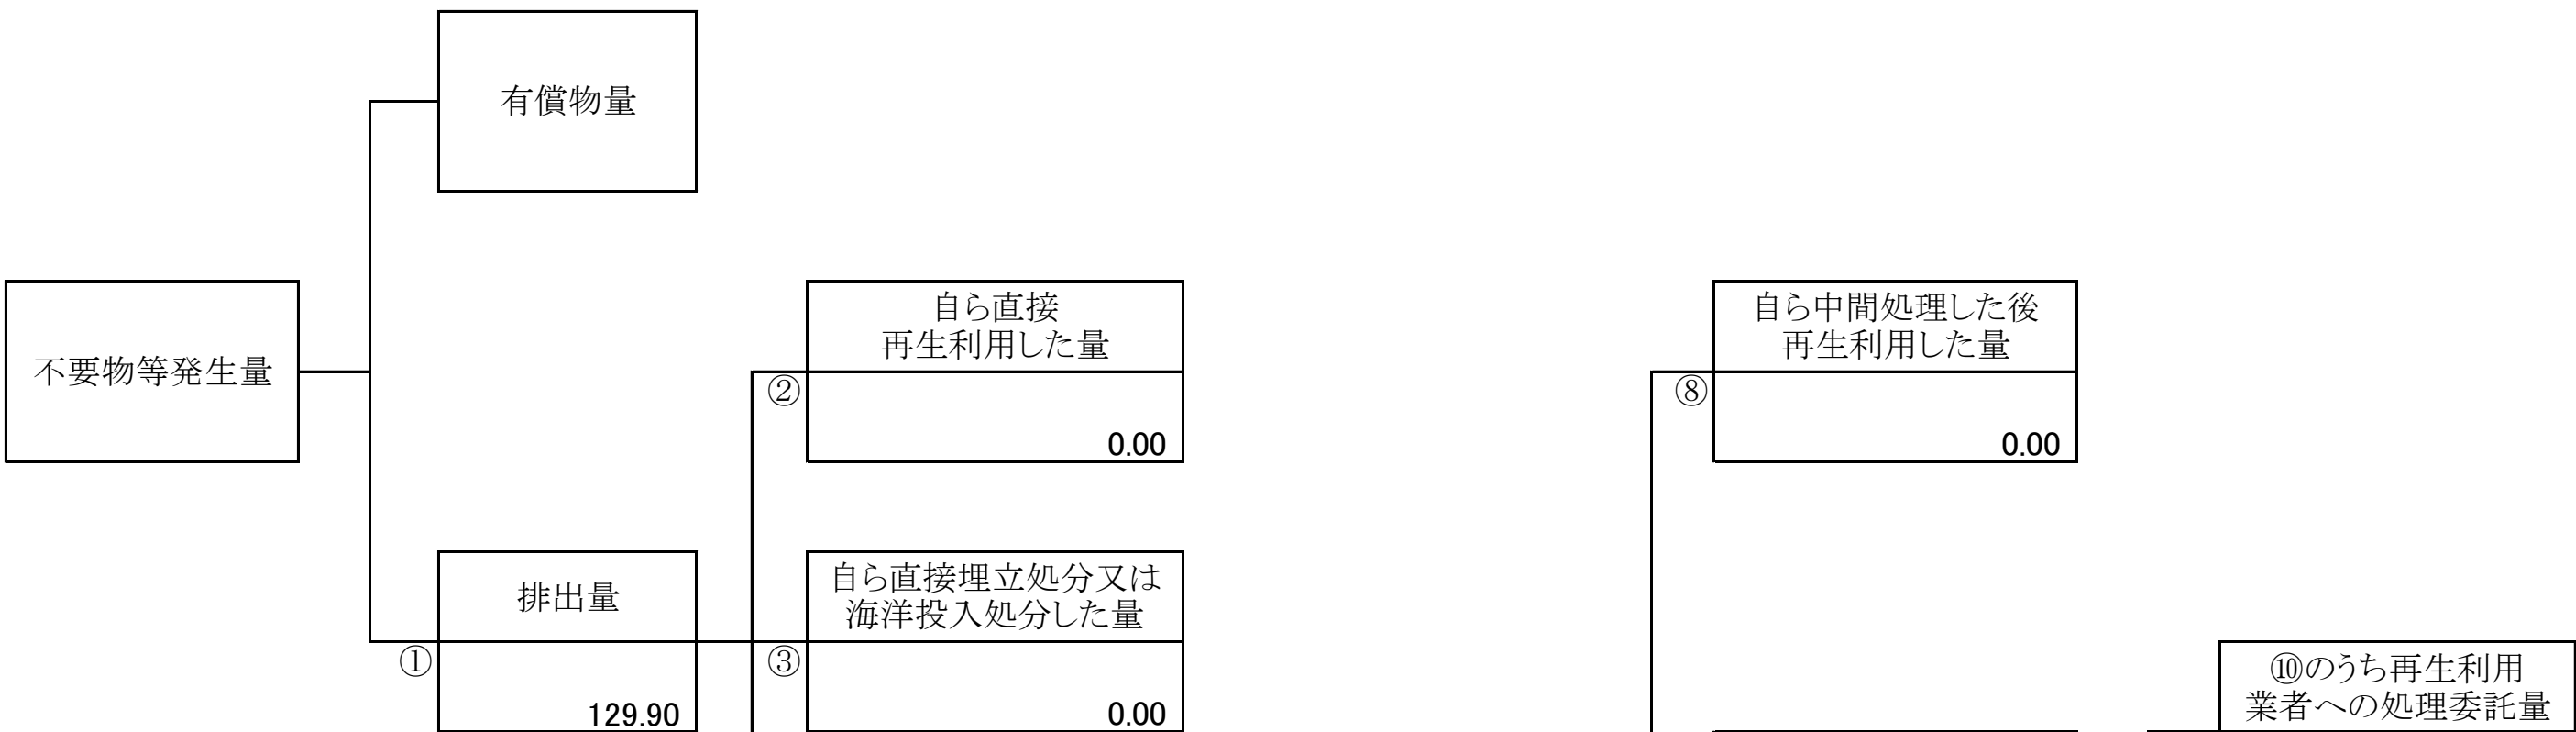 有償物量
不要物等発生量
自ら直接
再生利用した量
②
0.00
自ら中間処理した後
再生利用した量
⑧
0.00
排出量
①
129.90
自ら直接埋立処分又は
海洋投入処分した量
③
0.00
⑩のうち再生利用
業者への処理委託量